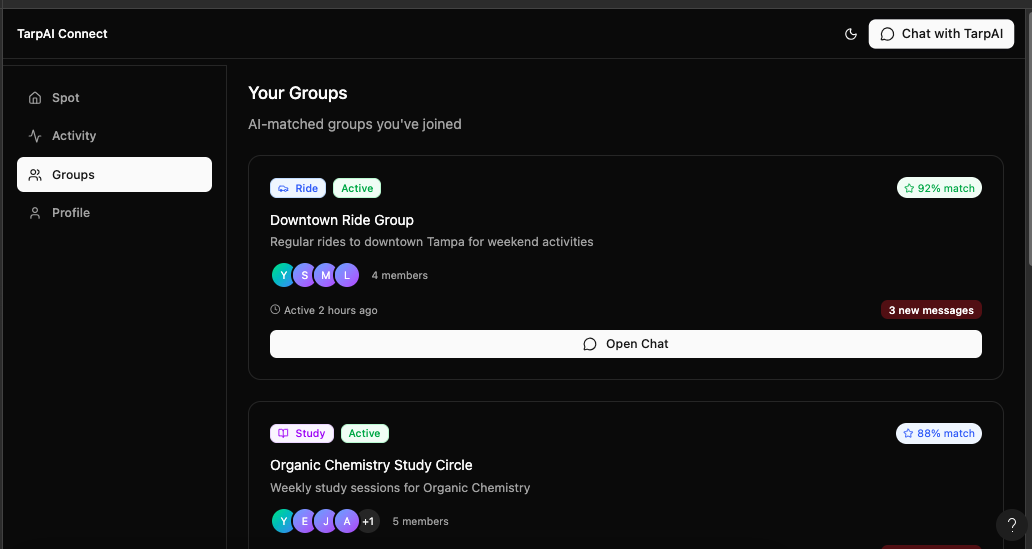 TarpAI Connect
Chat with TarpAI
Spot
Activity
Groups
Profile
Your Groups
AI-matched groups you've joined
Ride Active 92% match
Downtown Ride Group
Regular rides to downtown Tampa for weekend activities
Y S M L 4 members
Active 2 hours ago 3 new messages
Open Chat
Study Active 88% match
Organic Chemistry Study Circle
Weekly study sessions for Organic Chemistry
Y E J A +1 5 members
?